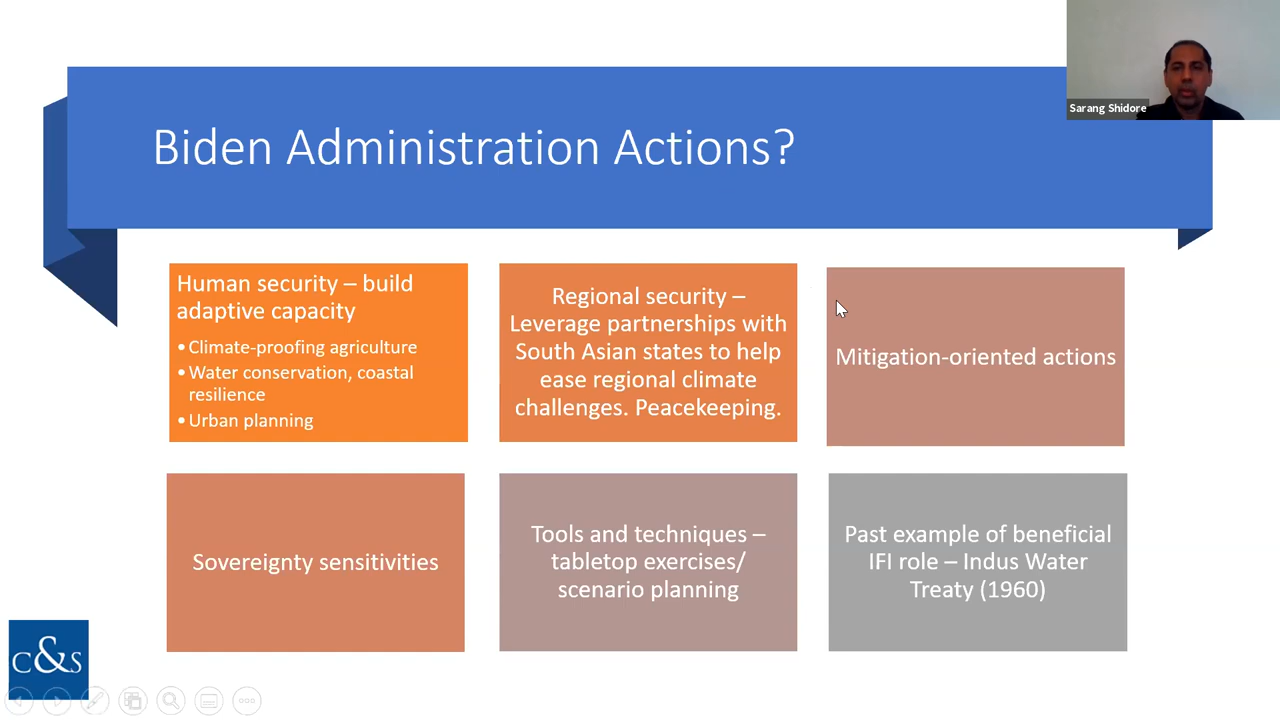 Sarang Shidore
Biden Administration Actions?
Human security – build
adaptive capacity
• Climate-proofing agriculture
• Water conservation, coastal
resilience
• Urban planning
Regional security –
Leverage partnerships with
South Asian states to help
ease regional climate
challenges. Peacekeeping.
Mitigation-oriented actions
Sovereignty sensitivities
Tools and techniques –
tabletop exercises/
scenario planning
Past example of beneficial
IFI role – Indus Water
Treaty (1960)
C&S